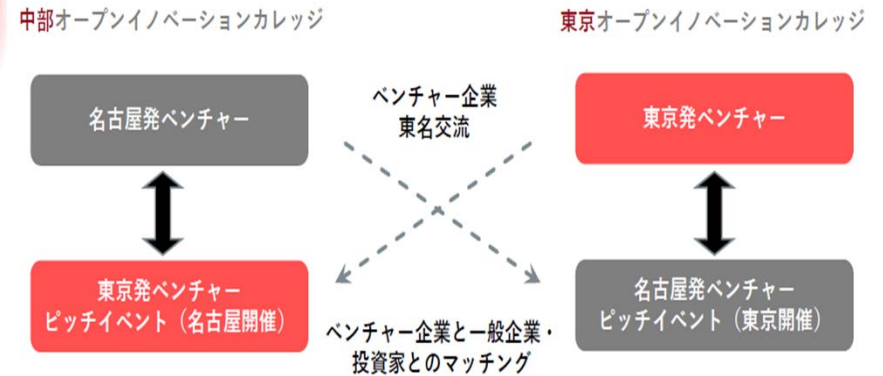 中部オープンイノベーションカレッジ
東京オープンイノベーションカレッジ
名古屋発ベンチャー
ベンチャー企業
東名交流
東京発ベンチャー
東京発ベンチャー
ピッチイベント（名古屋開催）
ベンチャー企業と一般企業・
投資家とのマッチング
名古屋発ベンチャー
ピッチイベント（東京開催）